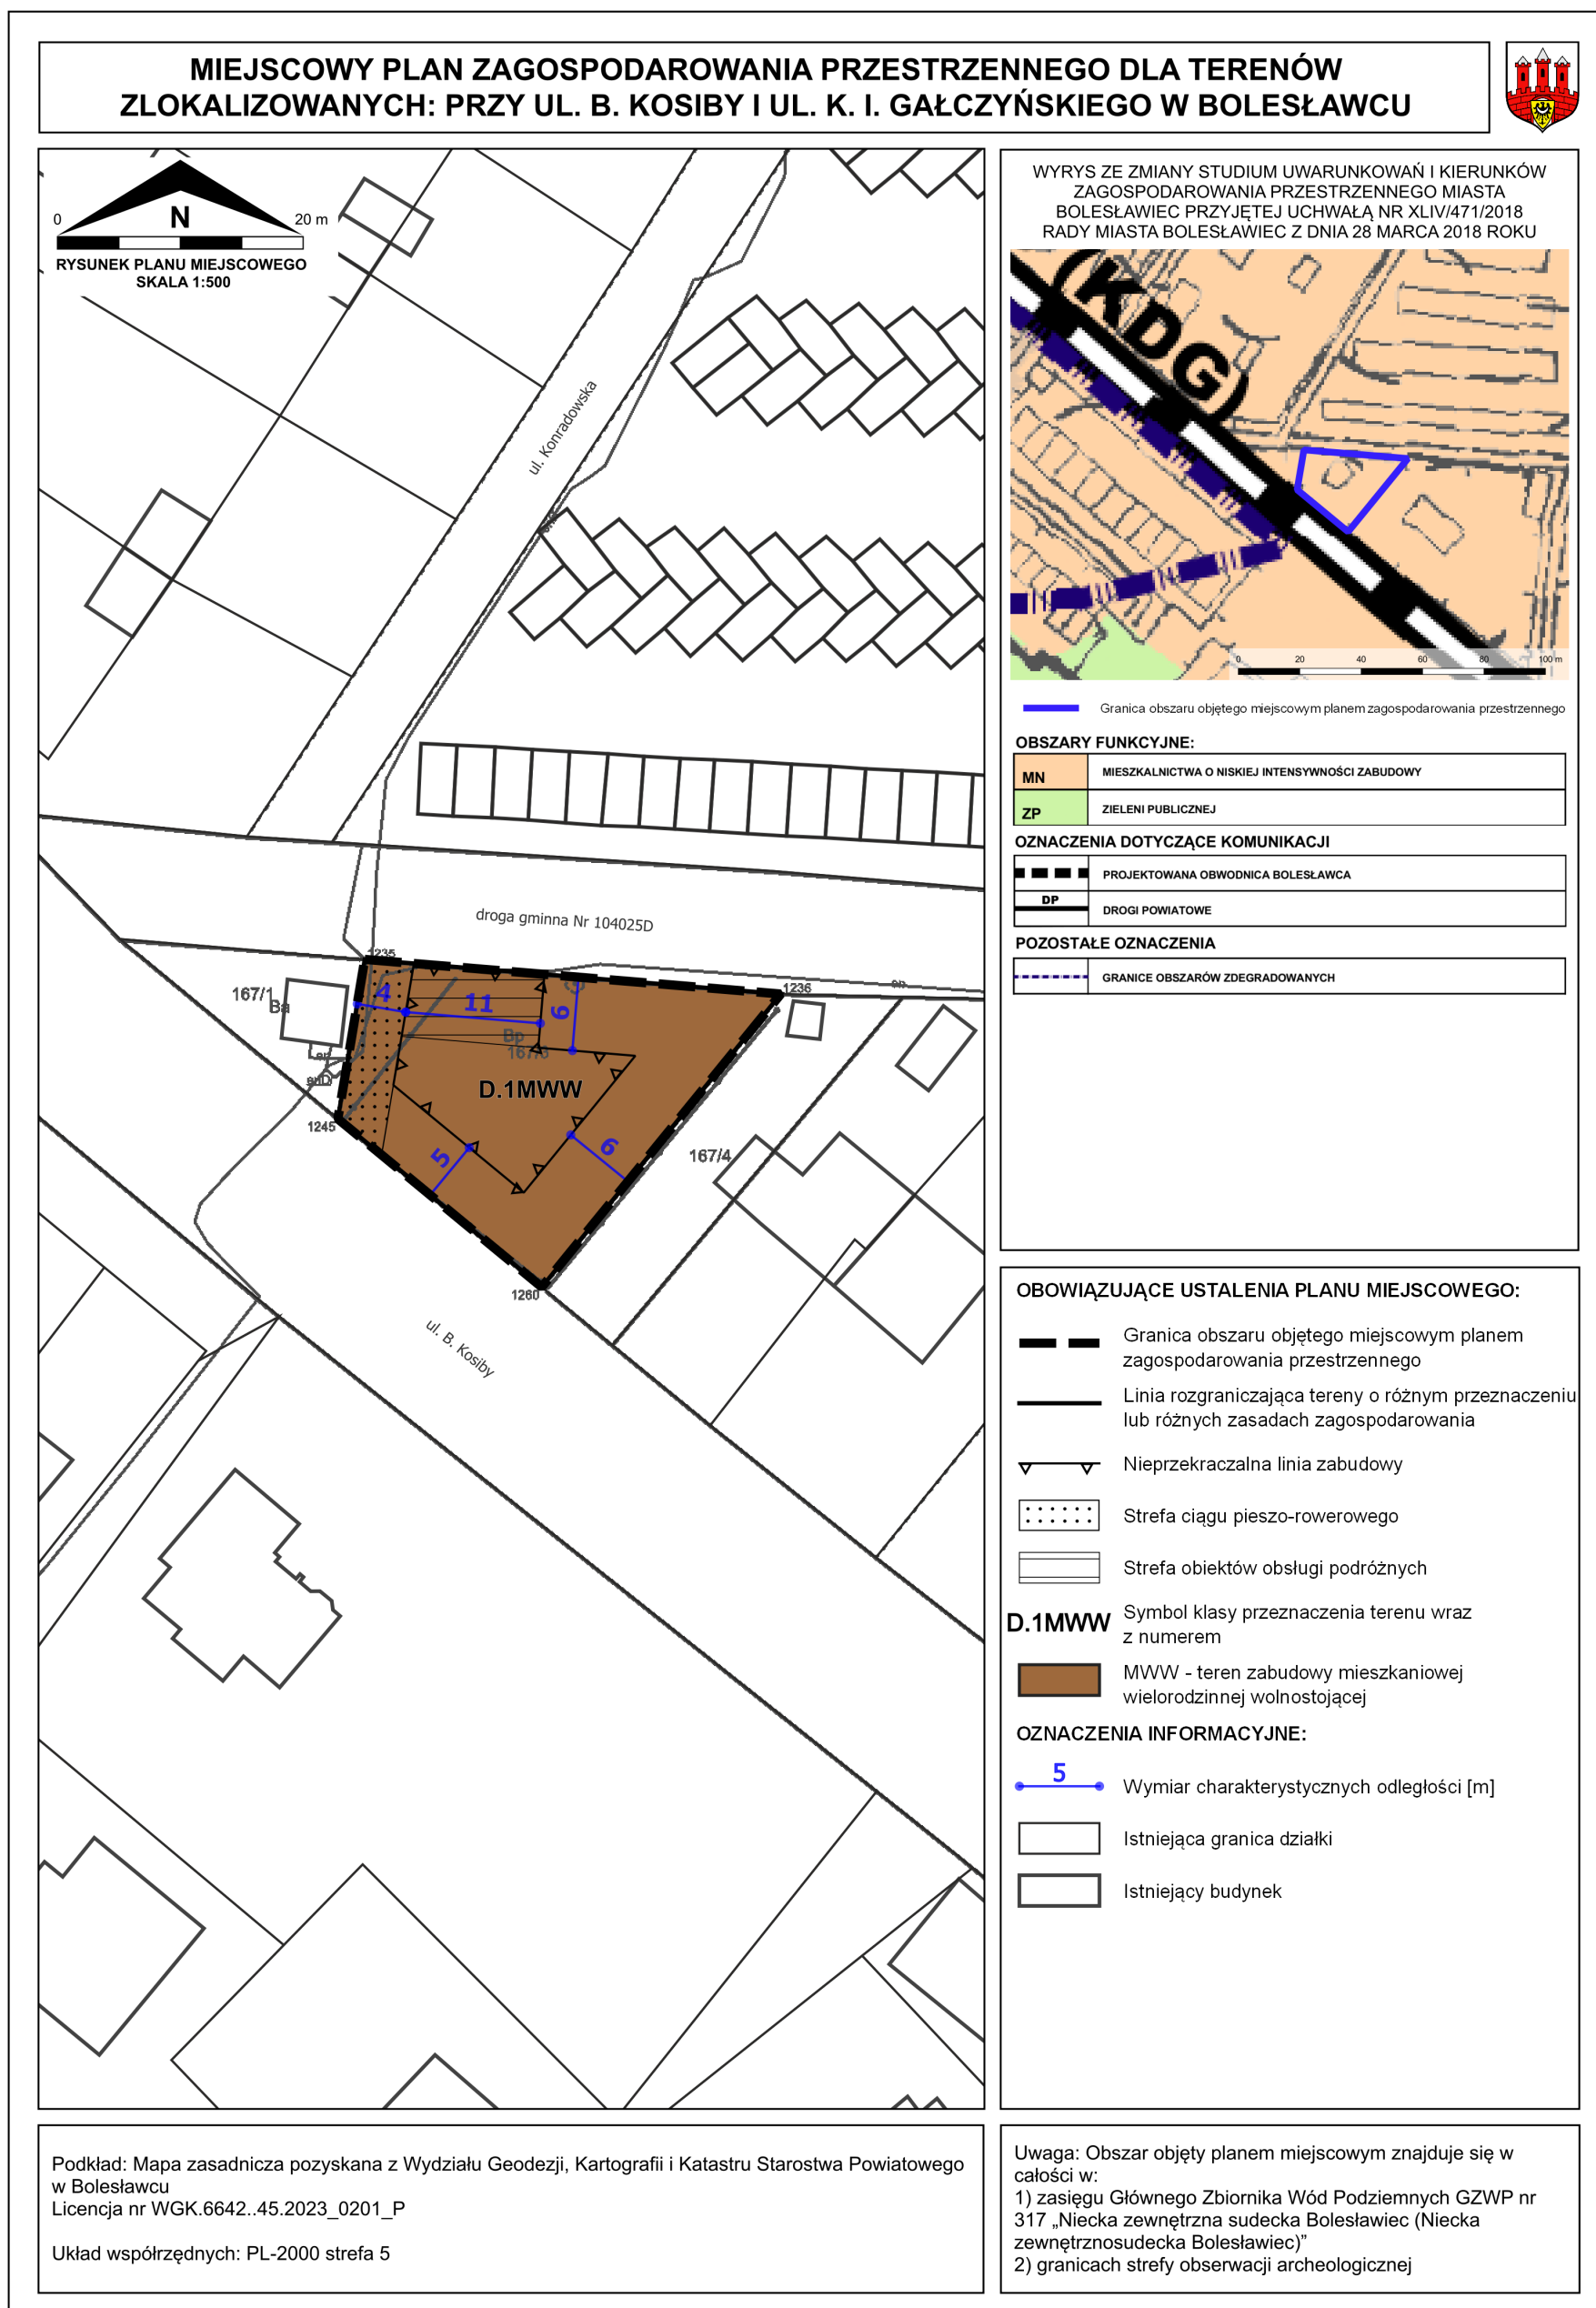 MIEJSCOWY PLAN ZAGOSPODAROWANIA PRZESTRZENNEGO DLA TERENÓW
ZLOKALIZOWANYCH: PRZY UL. B. KOSIBY I UL. K. I. GAŁCZYŃSKIEGO W BOLESŁAWCU
0
N
20 m
RYSUNEK PLANU MIEJSCOWEGO
SKALA 1:500
ul. Konradowska
droga gminna Nr 104025D
1235
1236
167/1
Ba
4
11
6
Bp
D.1MWW
1245
5
6
167/4
1260
ul. B. Kosiby
WYRYS ZE ZMIANY STUDIUM UWARUNKOWAŃ I KIERUNKÓW
ZAGOSPODAROWANIA PRZESTRZENNEGO MIASTA
BOLESŁAWIEC PRZYJĘTEJ UCHWAŁĄ NR XLIV/471/2018
RADY MIASTA BOLESŁAWIEC Z DNIA 28 MARCA 2018 ROKU
(KDG)
0 20 40 60 80 100 m
Granica obszaru objętego miejscowym planem zagospodarowania przestrzennego
OBSZARY FUNKCYJNE:
MN MIESZKALNICTWA O NISKIEJ INTENSYWNOŚCI ZABUDOWY
ZP ZIELENI PUBLICZNEJ
OZNACZENIA DOTYCZĄCE KOMUNIKACJI
PROJEKTOWANA OBWODNICA BOLESŁAWCA
DP DROGI POWIATOWE
POZOSTAŁE OZNACZENIA
GRANICE OBSZARÓW ZDEGRADOWANYCH
OBOWIĄZUJĄCE USTALENIA PLANU MIEJSCOWEGO:
Granica obszaru objętego miejscowym planem
zagospodarowania przestrzennego
Linia rozgraniczająca tereny o różnym przeznaczeniu
lub różnych zasadach zagospodarowania
Nieprzekraczalna linia zabudowy
Strefa ciągu pieszo-rowerowego
Strefa obiektów obsługi podróżnych
D.1MWW Symbol klasy przeznaczenia terenu wraz
z numerem
MWW - teren zabudowy mieszkaniowej
wielorodzinnej wolnostojącej
OZNACZENIA INFORMACYJNE:
5 Wymiar charakterystycznych odległości [m]
Istniejąca granica działki
Istniejący budynek
Podkład: Mapa zasadnicza pozyskana z Wydziału Geodezji, Kartografii i Katastru Starostwa Powiatowego
w Bolesławcu
Licencja nr WGK.6642..45.2023_0201_P
Układ współrzędnych: PL-2000 strefa 5
Uwaga: Obszar objęty planem miejscowym znajduje się w
całości w:
1) zasięgu Głównego Zbiornika Wód Podziemnych GZWP nr
317 „Niecka zewnętrzna sudecka Bolesławiec (Niecka
zewnętrznosudecka Bolesławiec)”
2) granicach strefy obserwacji archeologicznej